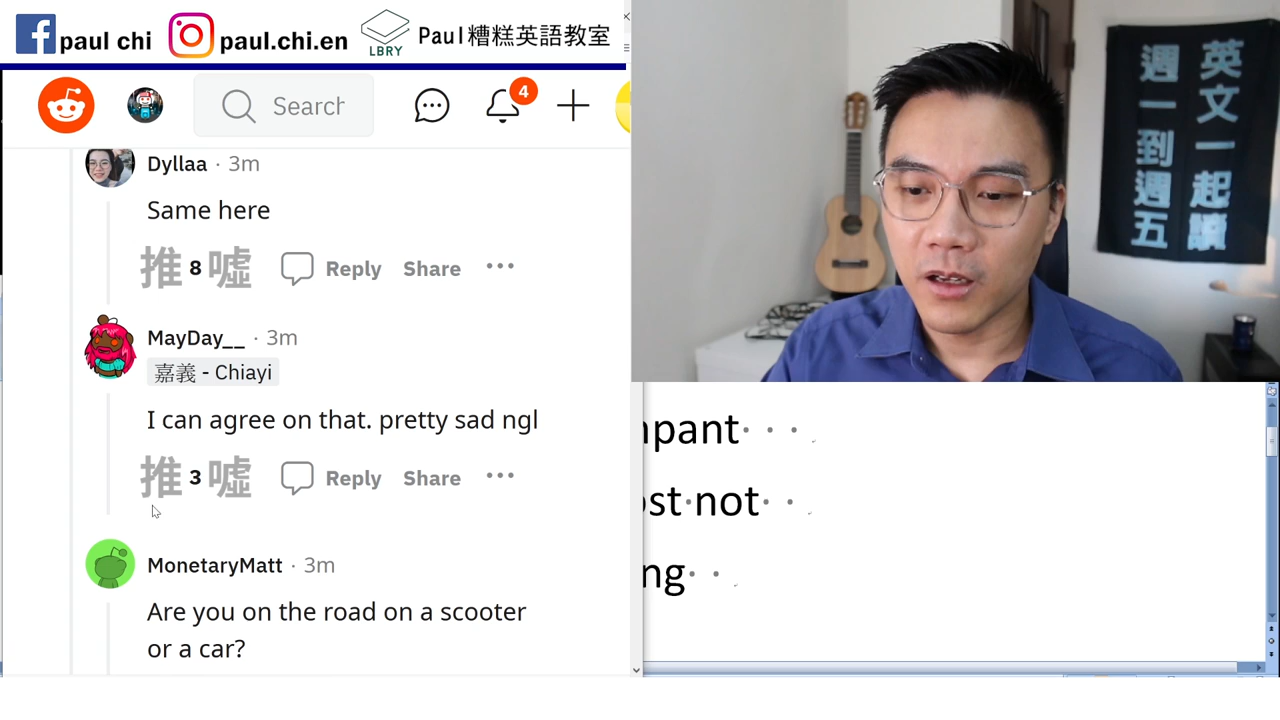 paul chi
paul.chi.en
LBRY
Paul糟糕英語教室
Search
4
Dyllaa · 3m
Same here
推 8 噓 Reply Share
MayDay__ · 3m
嘉義 - Chiayi
I can agree on that. pretty sad ngl
推 3 噓 Reply Share
MonetaryMatt · 3m
Are you on the road on a scooter
or a car?
英文一起讀
週一到週五
pant
not
ng